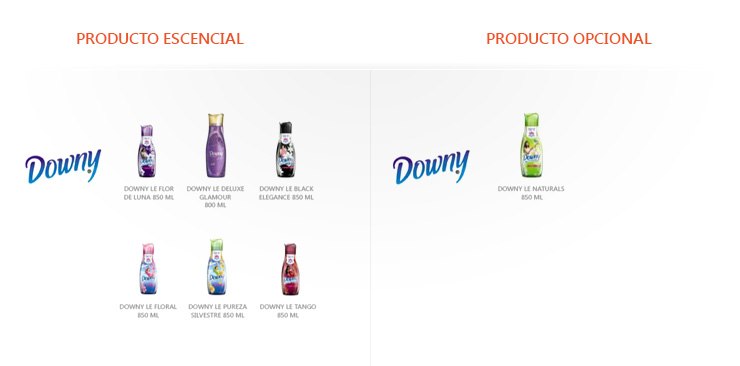 PRODUCTO ESCENCIAL
PRODUCTO OPCIONAL
Downy
DOWNY LE FLOR
DE LUNA 850 ML
DOWNY LE DELUXE
GLAMOUR
800 ML
DOWNY LE BLACK
ELEGANCE 850 ML
DOWNY LE FLORAL
850 ML
DOWNY LE PUREZA
SILVESTRE 850 ML
DOWNY LE TANGO
850 ML
Downy
DOWNY LE NATURALS
850 ML